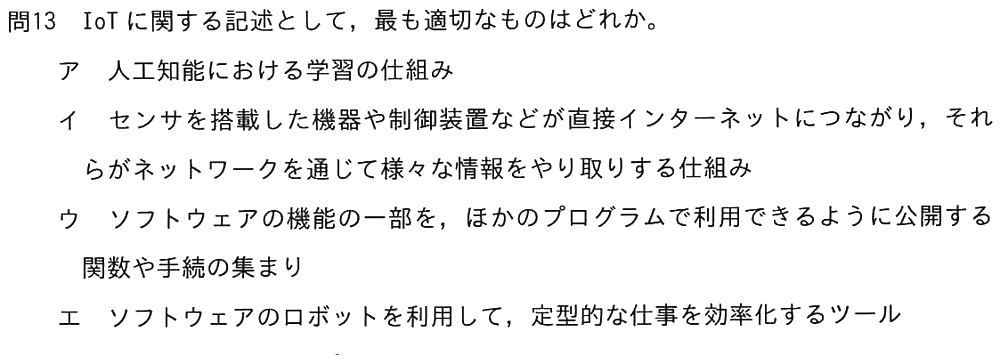 問13 IoTに関する記述として，最も適切なものはどれか。
ア 人工知能における学習の仕組み
イ センサを搭載した機器や制御装置などが直接インターネットにつながり，それ
らがネットワークを通じて様々な情報をやり取りする仕組み
ウ ソフトウェアの機能の一部を，ほかのプログラムで利用できるように公開する
関数や手続の集まり
エ ソフトウェアのロボットを利用して，定型的な仕事を効率化するツール